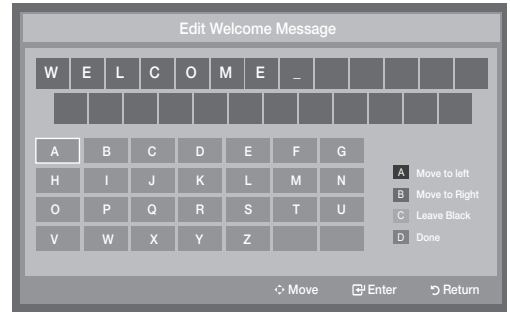 Edit Welcome Message
W E L C O M E _
A B C D E F G
H I J K L M N
O P Q R S T U
V W X Y Z
A Move to left
B Move to Right
C Leave Black
D Done
Move Enter Return